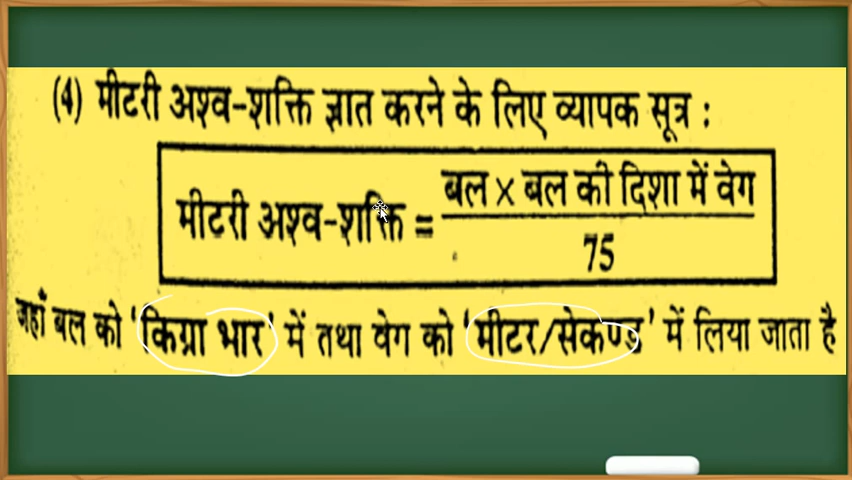 (4) मीटरी अश्व-शक्ति ज्ञात करने के लिए व्यापक सूत्र :
मीटरी अश्व-शक्ति = बल × बल की दिशा में वेग
75
जहाँ बल को 'किग्रा भार' में तथा वेग को 'मीटर/सेकण्ड' में लिया जाता है